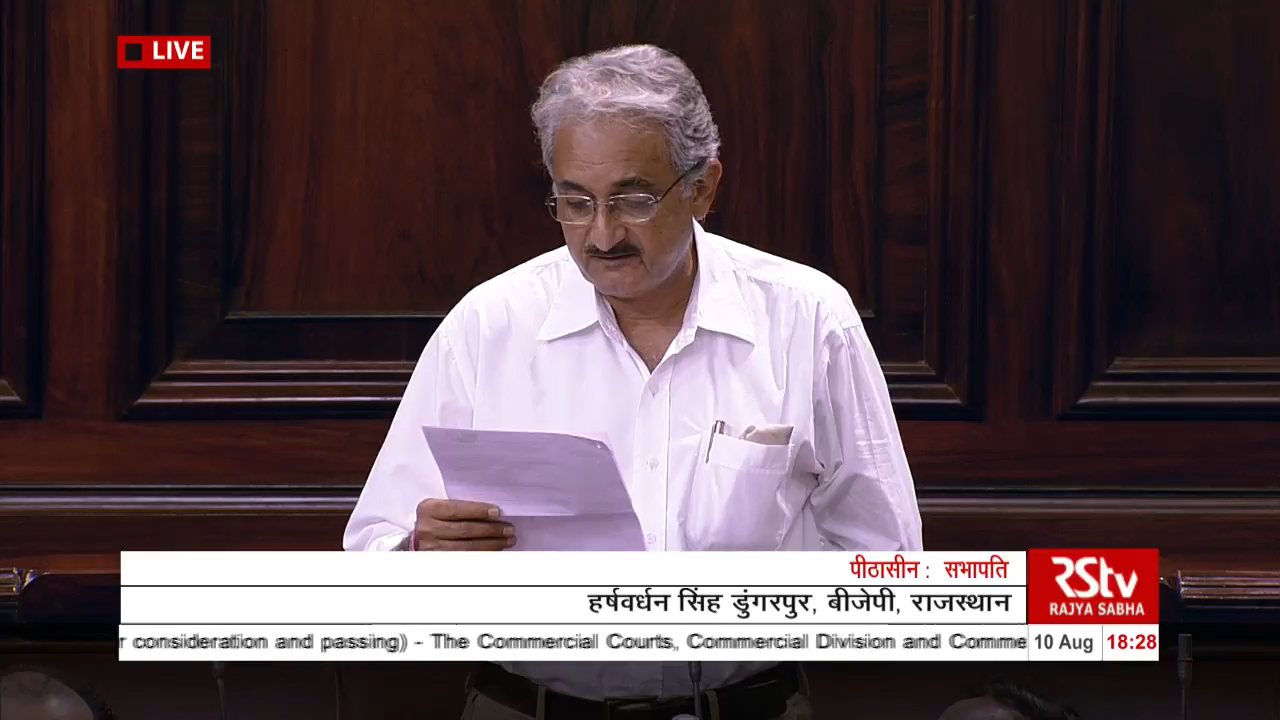 LIVE
पीठासीन : सभापति
हर्षवर्धन सिंह डुंगरपुर, बीजेपी, राजस्थान
RStv
RAJYA SABHA
r consideration and passing) - The Commercial Courts, Commercial Division and Comme
10 Aug 18:28